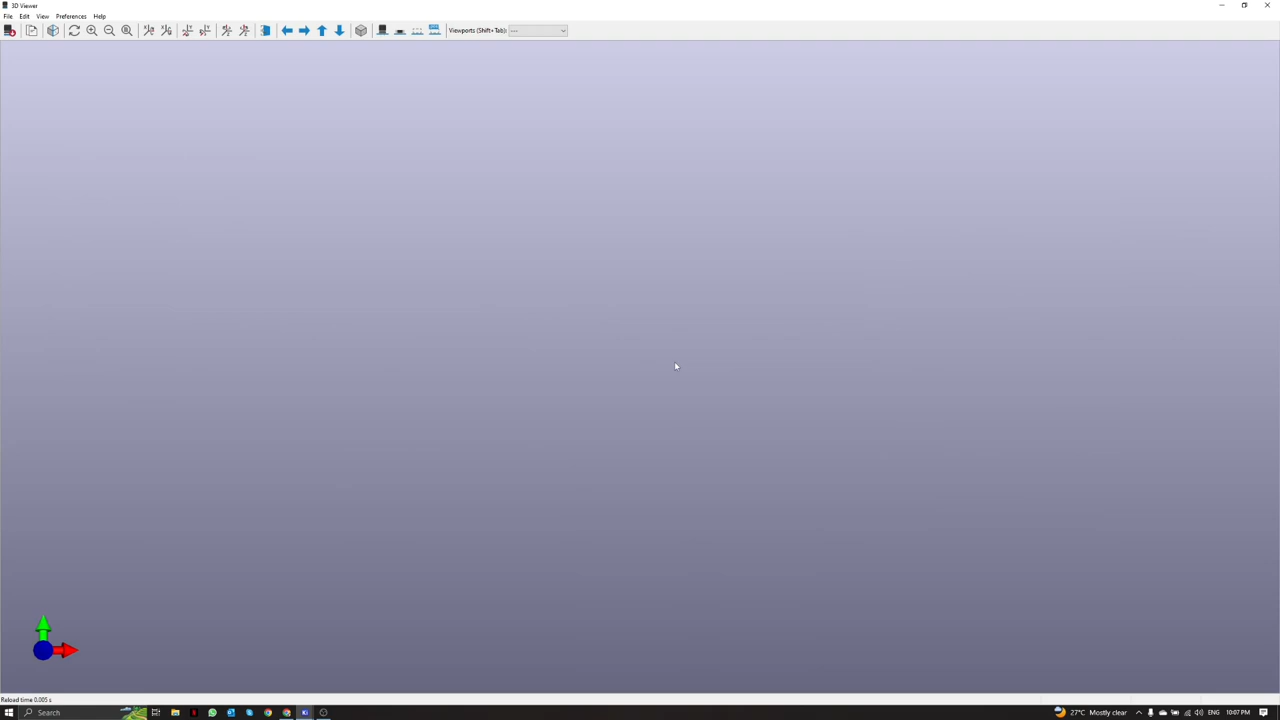 3D Viewer
File Edit View Preferences Help
Viewports (Shift+Tab): ---
Reload time 0.005 s
Search 27°C Mostly clear ENG 10:07 PM